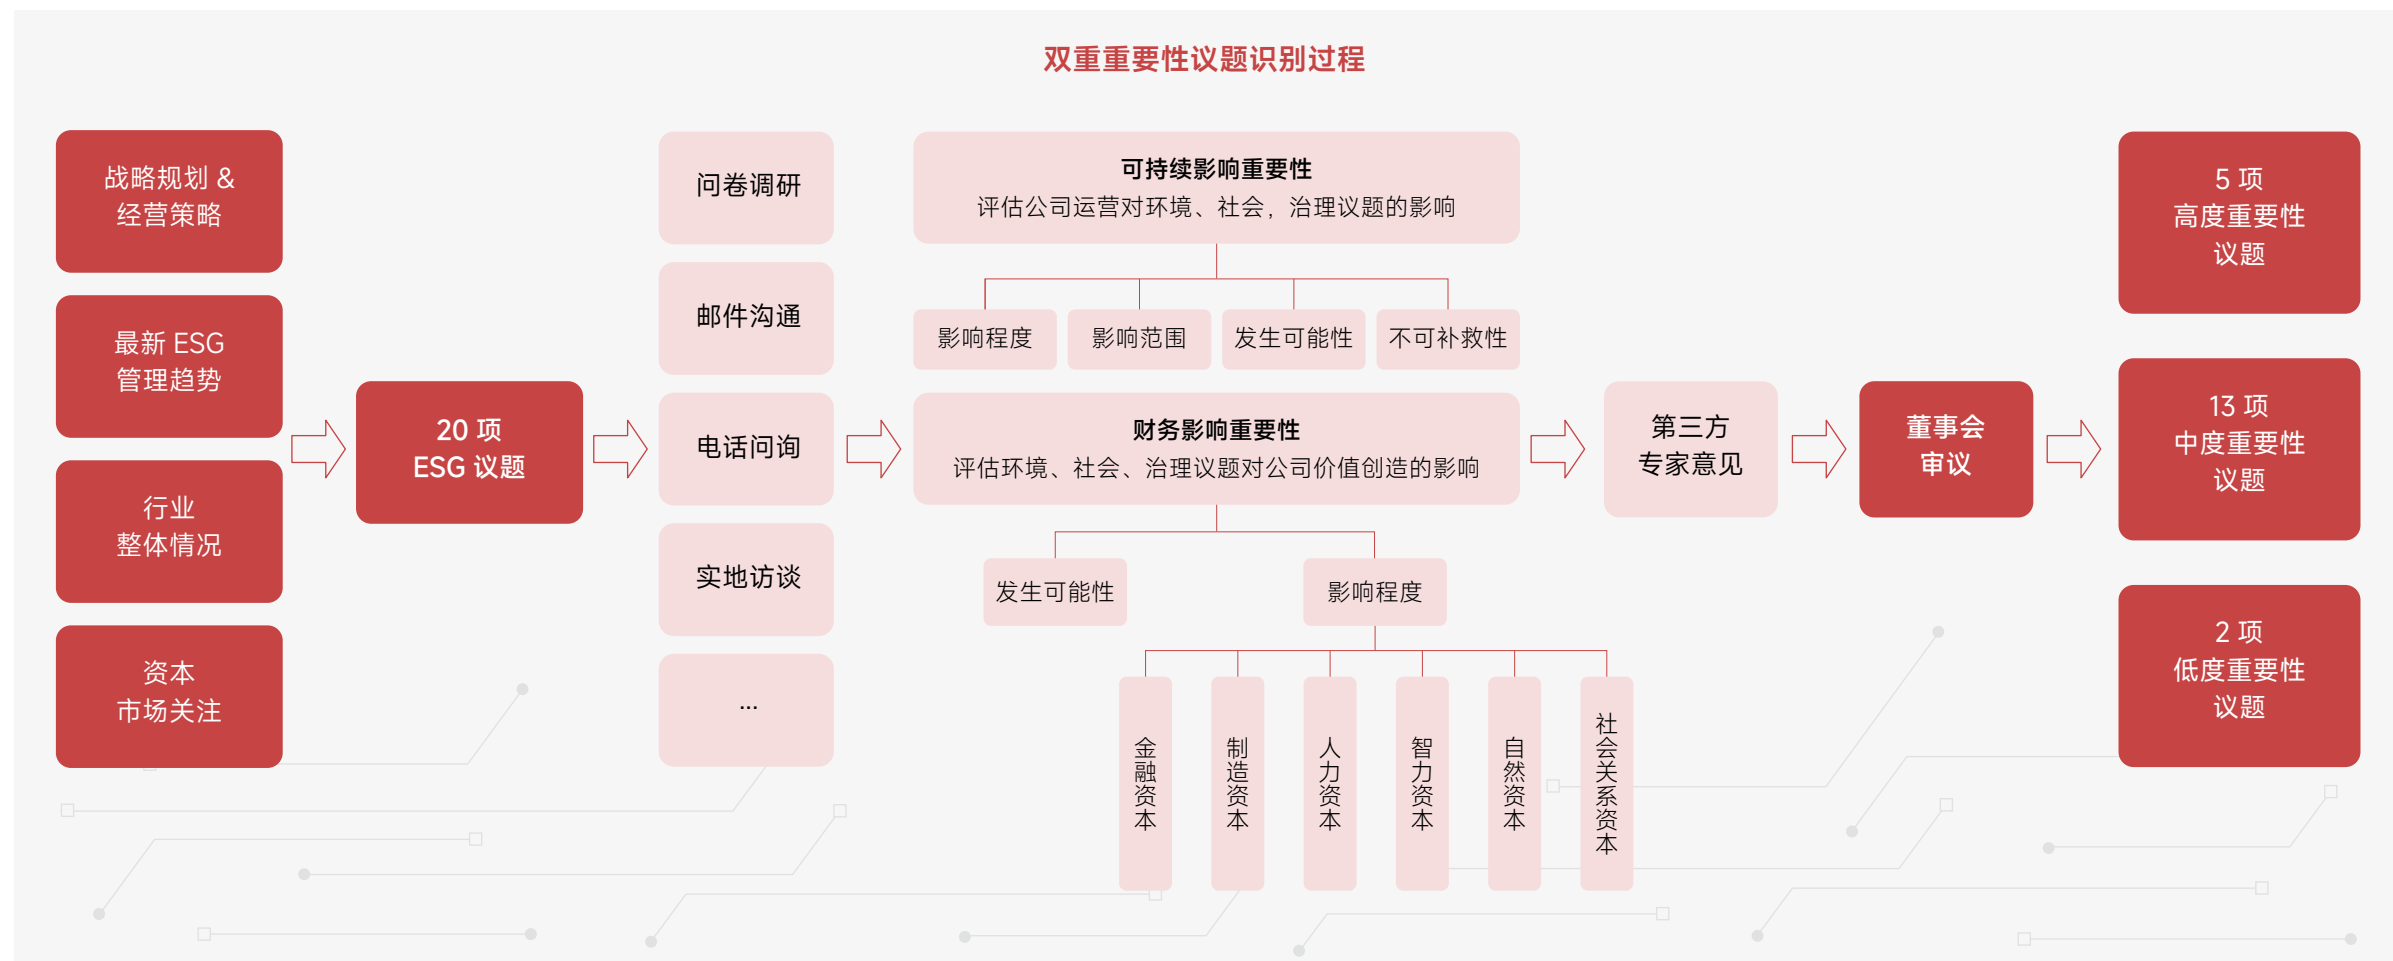 双重重要性议题识别过程
战略规划 &
经营策略
最新 ESG
管理趋势
行业
整体情况
资本
市场关注
20 项
ESG 议题
问卷调研
邮件沟通
电话问询
实地访谈
...
可持续影响重要性
评估公司运营对环境、社会，治理议题的影响
影响程度
影响范围
发生可能性
不可补救性
财务影响重要性
评估环境、社会、治理议题对公司价值创造的影响
发生可能性
影响程度
金融资本
制造资本
人力资本
智力资本
自然资本
社会关系资本
第三方
专家意见
董事会
审议
5 项
高度重要性
议题
13 项
中度重要性
议题
2 项
低度重要性
议题